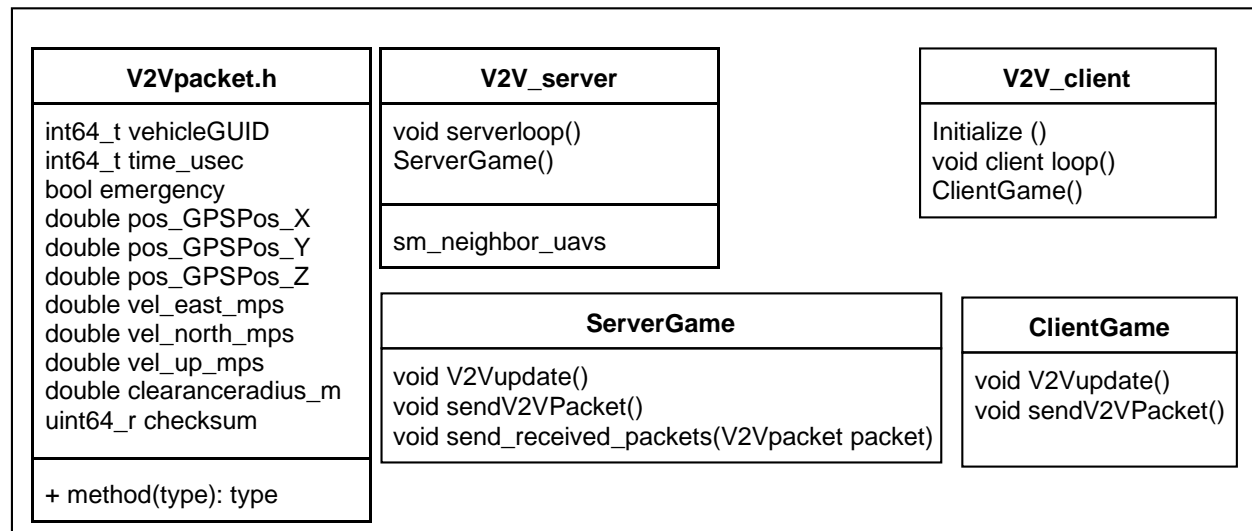 V2Vpacket.h
int64_t vehicleGUID
int64_t time_usec
bool emergency
double pos_GPSPos_X
double pos_GPSPos_Y
double pos_GPSPos_Z
double vel_east_mps
double vel_north_mps
double vel_up_mps
double clearanceradius_m
uint64_r checksum
+ method(type): type
V2V_server
void serverloop()
ServerGame()
sm_neighbor_uavs
V2V_client
Initialize ()
void client loop()
ClientGame()
ServerGame
void V2Vupdate()
void sendV2VPacket()
void send_received_packets(V2Vpacket packet)
ClientGame
void V2Vupdate()
void sendV2VPacket()